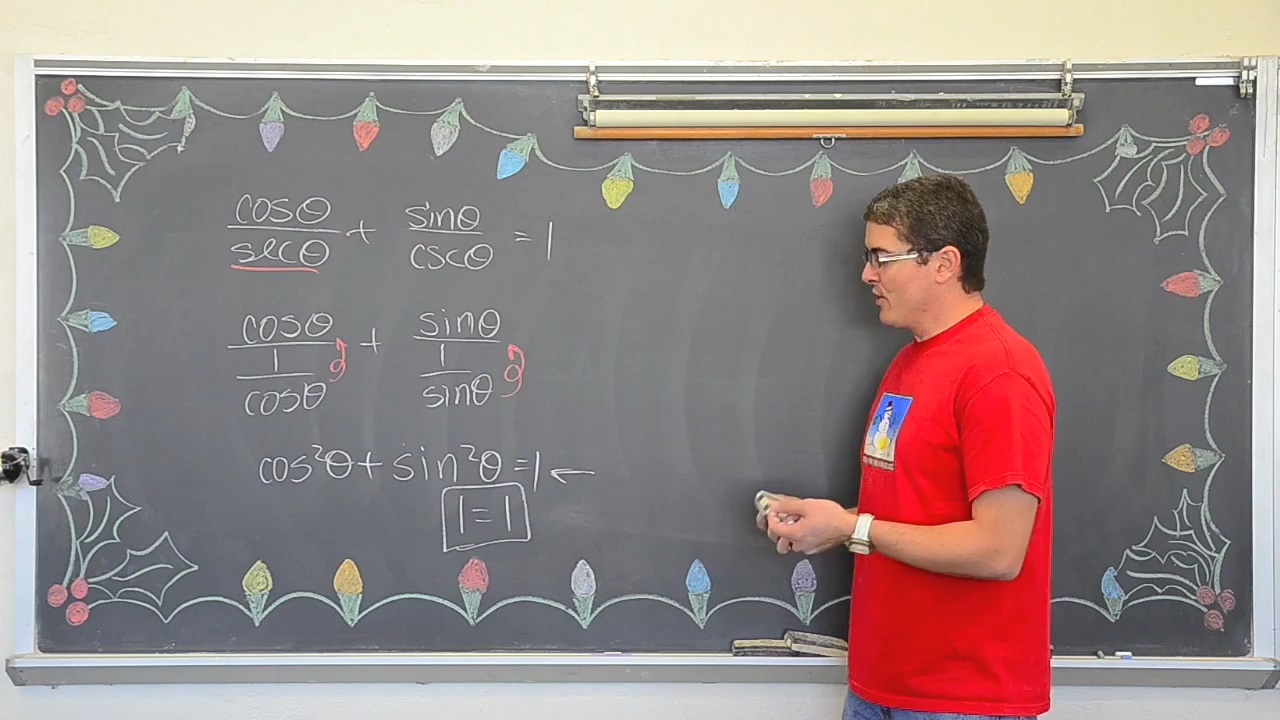 cosθ/secθ + sinθ/cscθ = 1
cosθ/(1/cosθ) + sinθ/(1/sinθ)
cos²θ + sin²θ = 1 ←
1 = 1